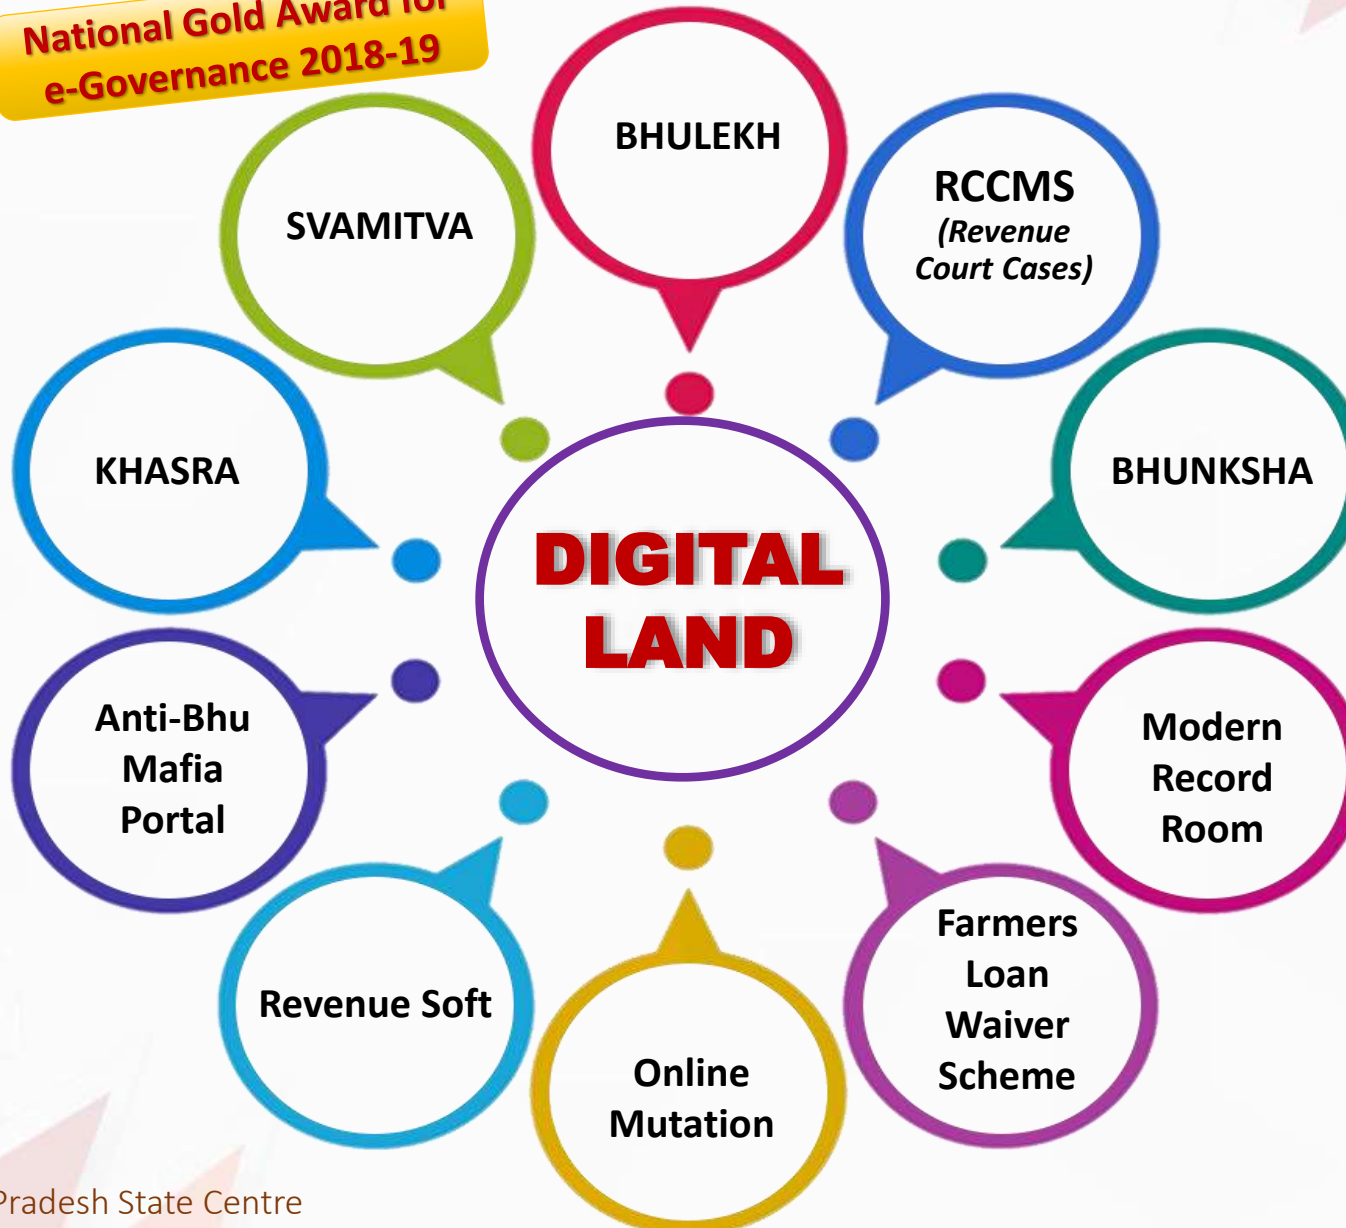 National Gold Award for
e-Governance 2018-19
BHULEKH
SVAMITVA
RCCMS
(Revenue
Court Cases)
KHASRA
BHUNKSHA
DIGITAL
LAND
Anti-Bhu
Mafia
Portal
Modern
Record
Room
Revenue Soft
Farmers
Loan
Waiver
Scheme
Online
Mutation
Pradesh State Centre